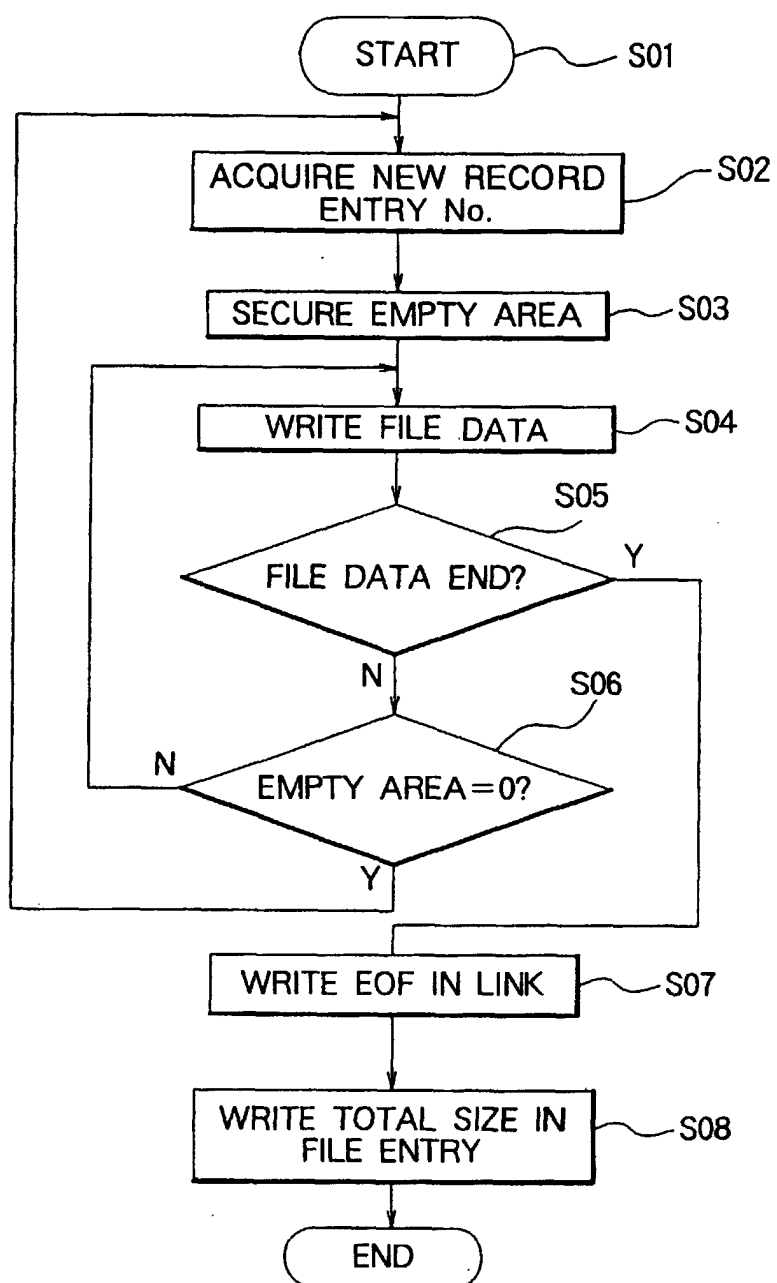 START
S01
ACQUIRE NEW RECORD
ENTRY No.
S02
SECURE EMPTY AREA
S03
WRITE FILE DATA
S04
S05
FILE DATA END?
Y
N
S06
N
EMPTY AREA=0?
Y
WRITE EOF IN LINK
S07
WRITE TOTAL SIZE IN
FILE ENTRY
S08
END